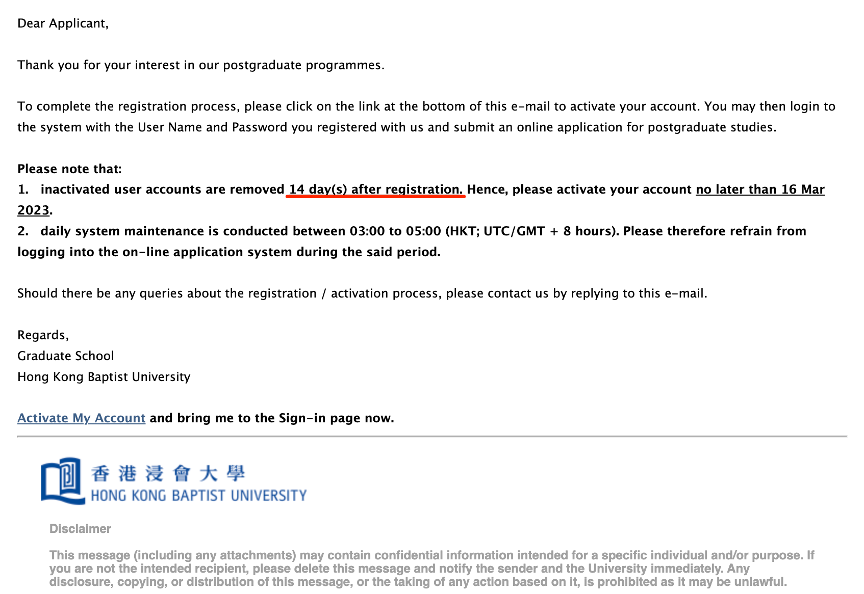 Dear Applicant,
Thank you for your interest in our postgraduate programmes.
To complete the registration process, please click on the link at the bottom of this e-mail to activate your account. You may then login to
the system with the User Name and Password you registered with us and submit an online application for postgraduate studies.
Please note that:
1. inactivated user accounts are removed 14 day(s) after registration. Hence, please activate your account no later than 16 Mar
2023.
2. daily system maintenance is conducted between 03:00 to 05:00 (HKT; UTC/GMT + 8 hours). Please therefore refrain from
logging into the on-line application system during the said period.
Should there be any queries about the registration / activation process, please contact us by replying to this e-mail.
Regards,
Graduate School
Hong Kong Baptist University
Activate My Account and bring me to the Sign-in page now.
香港浸會大學
HONG KONG BAPTIST UNIVERSITY
Disclaimer
This message (including any attachments) may contain confidential information intended for a specific individual and/or purpose. If
you are not the intended recipient, please delete this message and notify the sender and the University immediately. Any
disclosure, copying, or distribution of this message, or the taking of any action based on it, is prohibited as it may be unlawful.